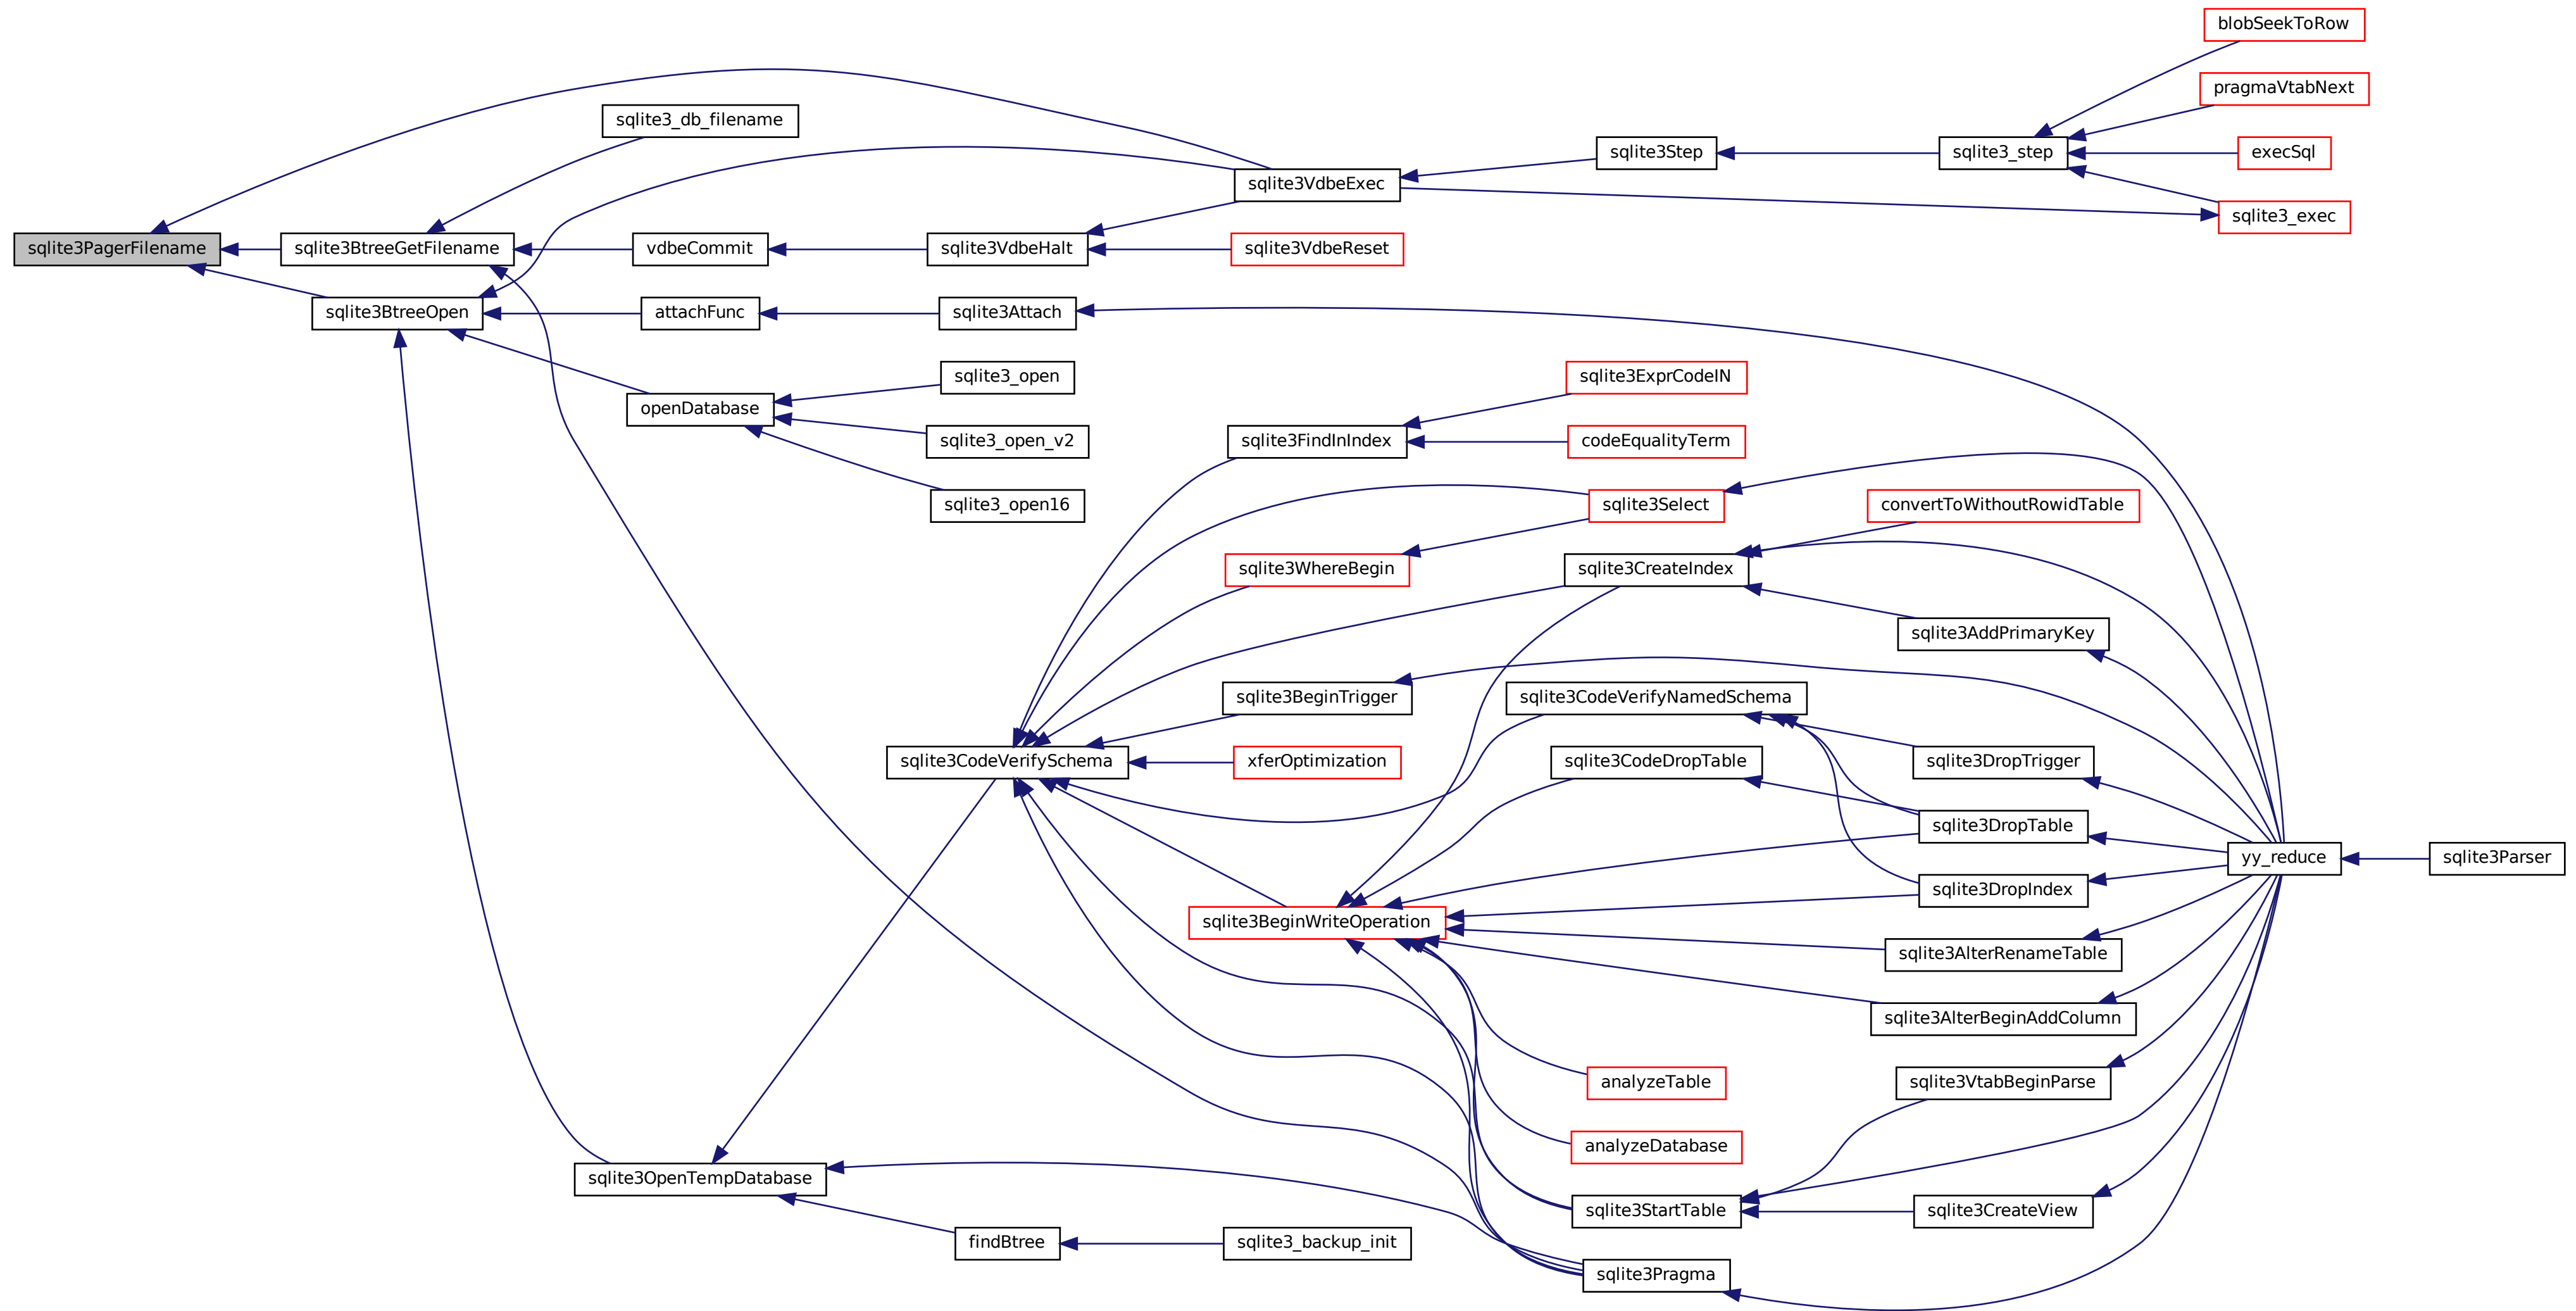 blobSeekToRow
pragmaVtabNext
sqlite3_db_filename
sqlite3Step
sqlite3_step
execSql
sqlite3VdbeExec
sqlite3_exec
sqlite3PagerFilename
sqlite3BtreeGetFilename
vdbeCommit
sqlite3VdbeHalt
sqlite3VdbeReset
sqlite3BtreeOpen
attachFunc
sqlite3Attach
sqlite3_open
sqlite3ExprCodeIN
openDatabase
sqlite3_open_v2
sqlite3FindInIndex
codeEqualityTerm
sqlite3_open16
sqlite3Select
convertToWithoutRowidTable
sqlite3WhereBegin
sqlite3CreateIndex
sqlite3AddPrimaryKey
sqlite3BeginTrigger
sqlite3CodeVerifyNamedSchema
sqlite3CodeVerifySchema
xferOptimization
sqlite3CodeDropTable
sqlite3DropTrigger
sqlite3DropTable
yy_reduce
sqlite3Parser
sqlite3DropIndex
sqlite3BeginWriteOperation
sqlite3AlterRenameTable
sqlite3AlterBeginAddColumn
analyzeTable
sqlite3VtabBeginParse
analyzeDatabase
sqlite3OpenTempDatabase
sqlite3StartTable
sqlite3CreateView
findBtree
sqlite3_backup_init
sqlite3Pragma